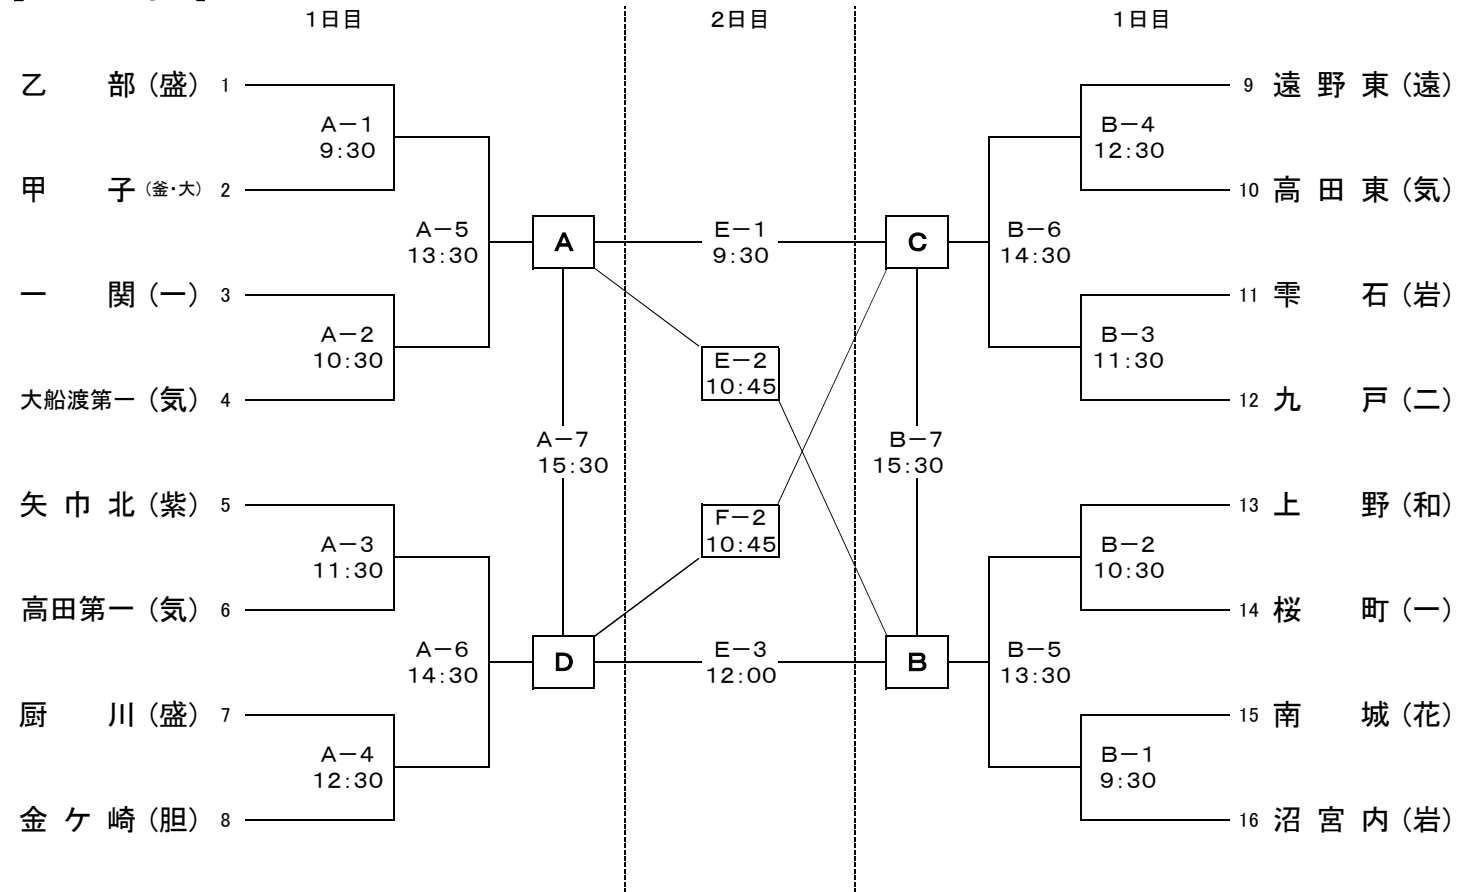 1日目
2日目
1日目
乙部（盛） 1
A－1
9:30
甲子（釜・大） 2
A－5
13:30
一関（一） 3
A－2
10:30
大船渡第一（気） 4
矢巾北（紫） 5
A－3
11:30
高田第一（気） 6
A－6
14:30
厨川（盛） 7
A－4
12:30
金ケ崎（胆） 8
A
A－7
15:30
D
E－1
9:30
E－2
10:45
F－2
10:45
E－3
12:00
C
B－7
15:30
B
9 遠野東（遠）
B－4
12:30
10 高田東（気）
B－6
14:30
11 雫石（岩）
B－3
11:30
12 九戸（二）
13 上野（和）
B－2
10:30
14 桜町（一）
B－5
13:30
15 南城（花）
B－1
9:30
16 沼宮内（岩）